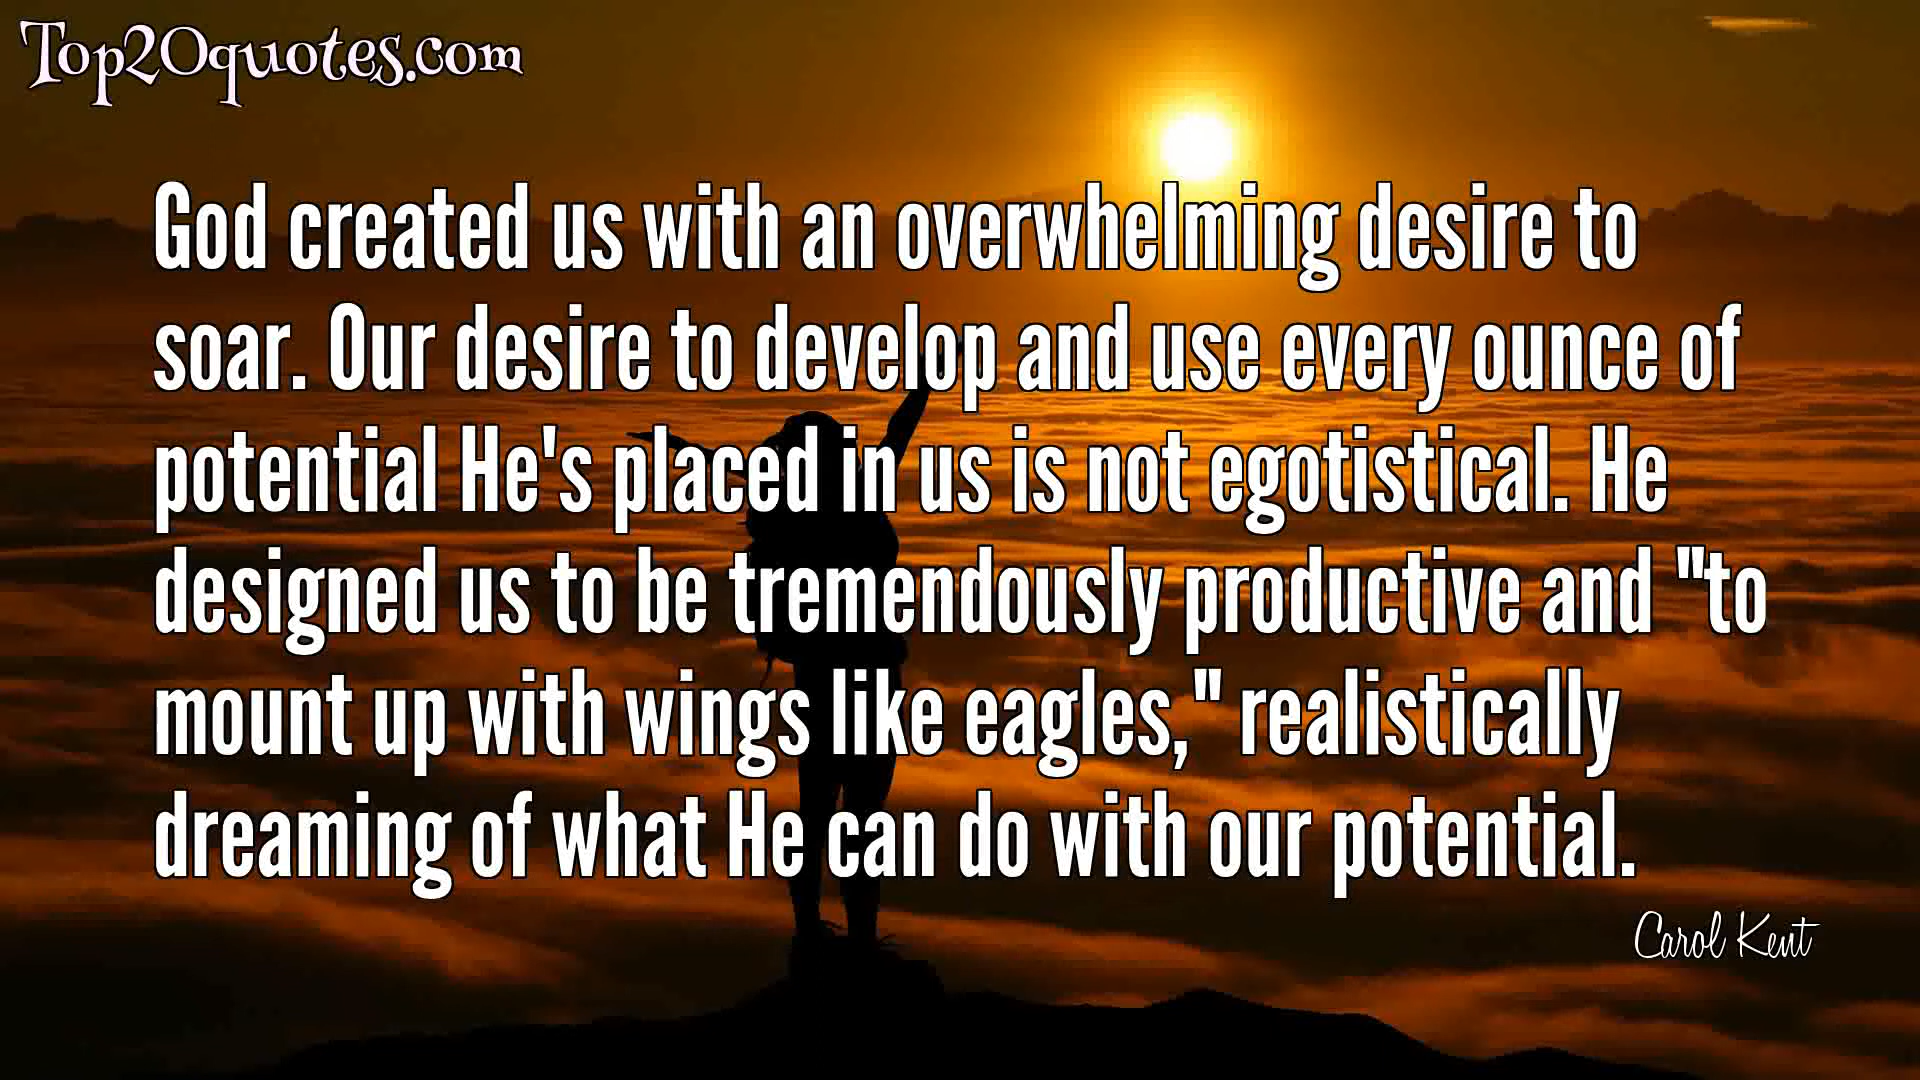 Top20quotes.com
God created us with an overwhelming desire to
soar. Our desire to develop and use every ounce of
potential He's placed in us is not egotistical. He
designed us to be tremendously productive and "to
mount up with wings like eagles," realistically
dreaming of what He can do with our potential.
Carol Kent